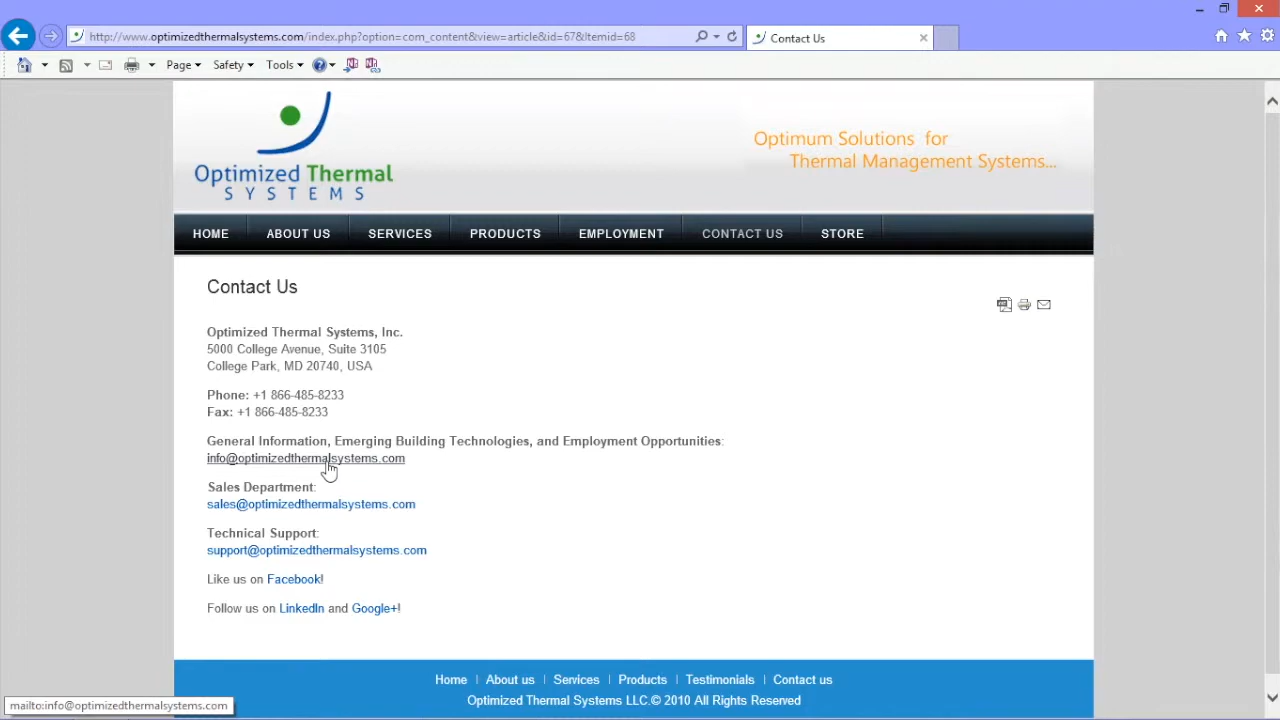 http://www.optimizedthermalsystems.com/index.php?option=com_content&view=article&id=67&Itemid=68
Contact Us
Page
Safety
Tools
Optimized Thermal
SYSTEMS
Optimum Solutions for
Thermal Management Systems...
HOME
ABOUT US
SERVICES
PRODUCTS
EMPLOYMENT
CONTACT US
STORE
Contact Us
Optimized Thermal Systems, Inc.
5000 College Avenue, Suite 3105
College Park, MD 20740, USA
Phone: +1 866-485-8233
Fax: +1 866-485-8233
General Information, Emerging Building Technologies, and Employment Opportunities:
info@optimizedthermalsystems.com
Sales Department:
sales@optimizedthermalsystems.com
Technical Support:
support@optimizedthermalsystems.com
Like us on Facebook!
Follow us on LinkedIn and Google+!
Home | About us | Services | Products | Testimonials | Contact us
Optimized Thermal Systems LLC.© 2010 All Rights Reserved
mailto:info@optimizedthermalsystems.com